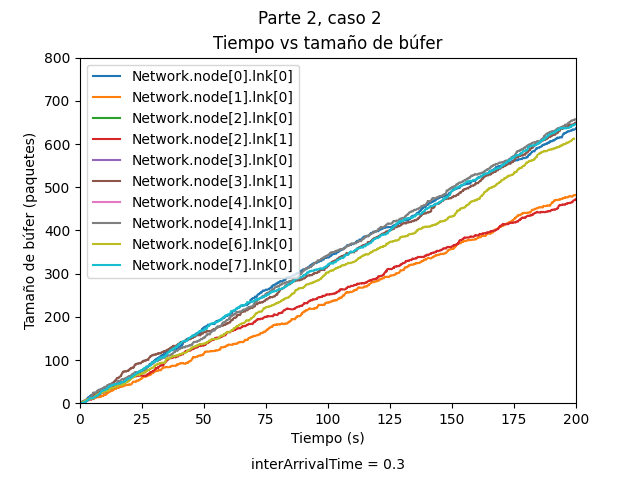 Parte 2, caso 2
Tiempo vs tamaño de búfer
800
700
600
500
400
300
200
100
0
Tamaño de búfer (paquetes)
Network.node[0].lnk[0]
Network.node[1].lnk[0]
Network.node[2].lnk[0]
Network.node[2].lnk[1]
Network.node[3].lnk[0]
Network.node[3].lnk[1]
Network.node[4].lnk[0]
Network.node[4].lnk[1]
Network.node[6].lnk[0]
Network.node[7].lnk[0]
0 25 50 75 100 125 150 175 200
Tiempo (s)
interArrivalTime = 0.3